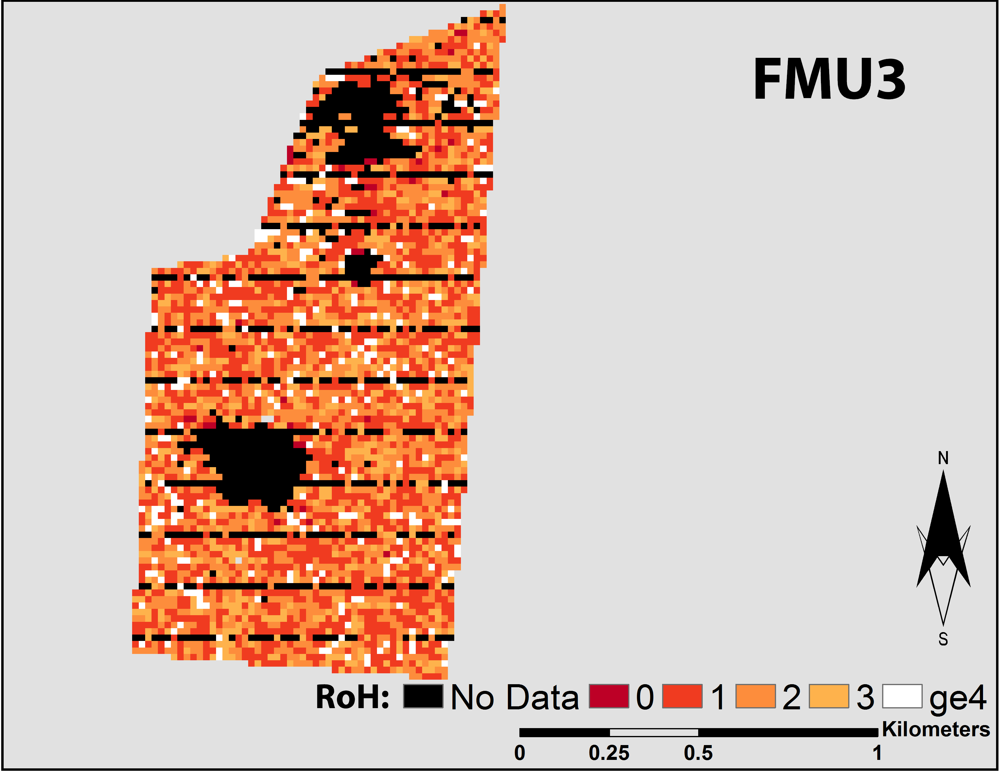 FMU3
N
S
RoH: No Data 0 1 2 3 ge4
Kilometers
0 0.25 0.5 1